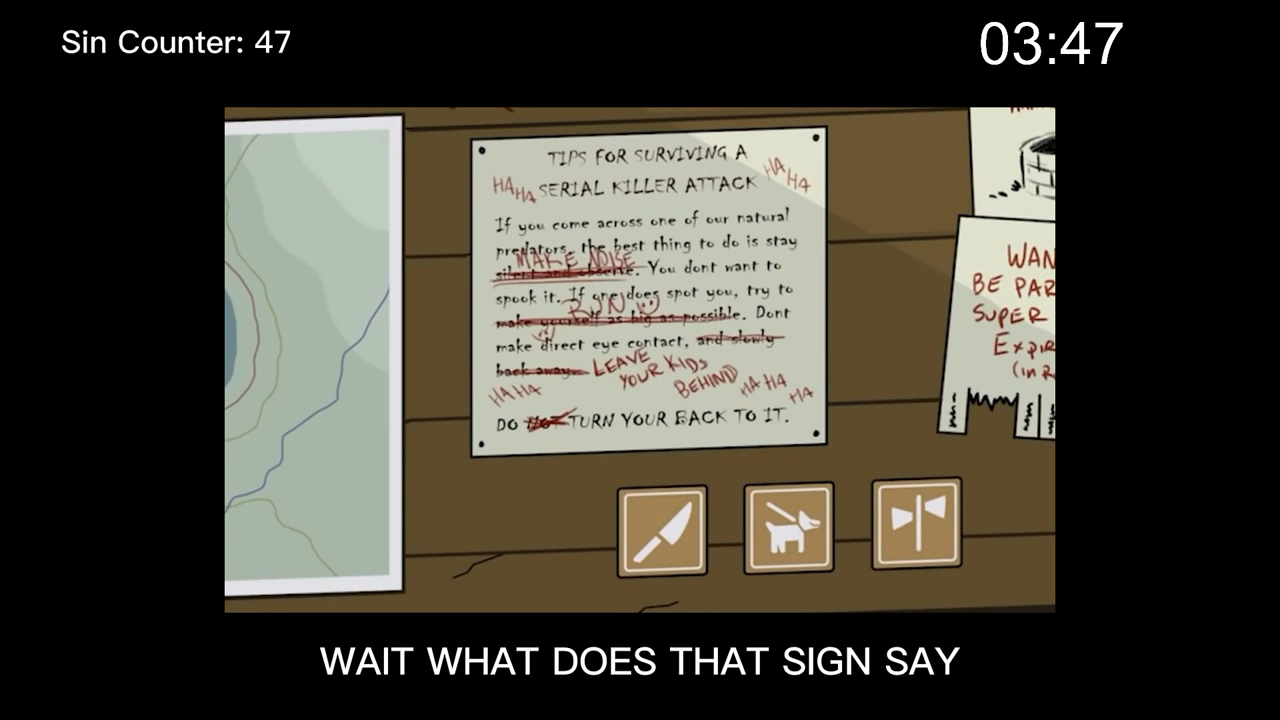 Sin Counter: 47
03:47
TIPS FOR SURVIVING A
HA HA
SERIAL KILLER ATTACK
HA HA
If you come across one of our natural
predators, the best thing to do is stay
MAKE NOISE
silent and observe. You dont want to
spook it. If one does spot you, try to
RUN
make yourself as big as possible. Dont
make direct eye contact, and slowly
back away. LEAVE
YOUR KIDS
BEHIND
HA HA
HA HA
HA
DO NOT TURN YOUR BACK TO IT.
WAN
BE PAR
SUPER
EXPIR
(IN R
WAIT WHAT DOES THAT SIGN SAY